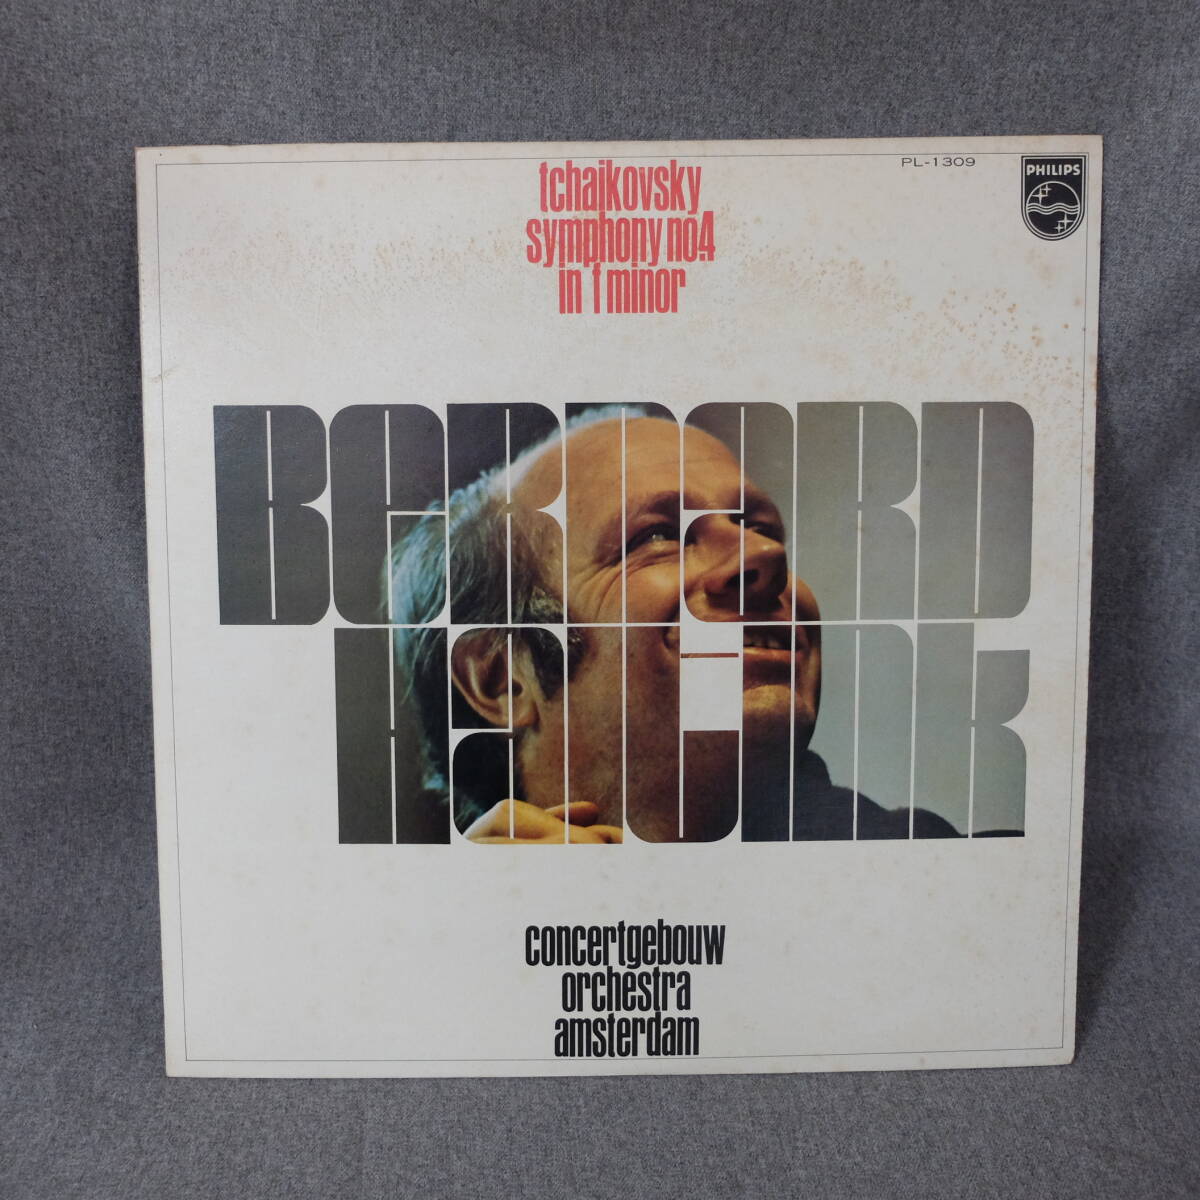 tchaikovsky
symphony no.4
in f minor
PL-1309
PHILIPS
BERNARD
HAITINK
concertgebouw
orchestra
amsterdam